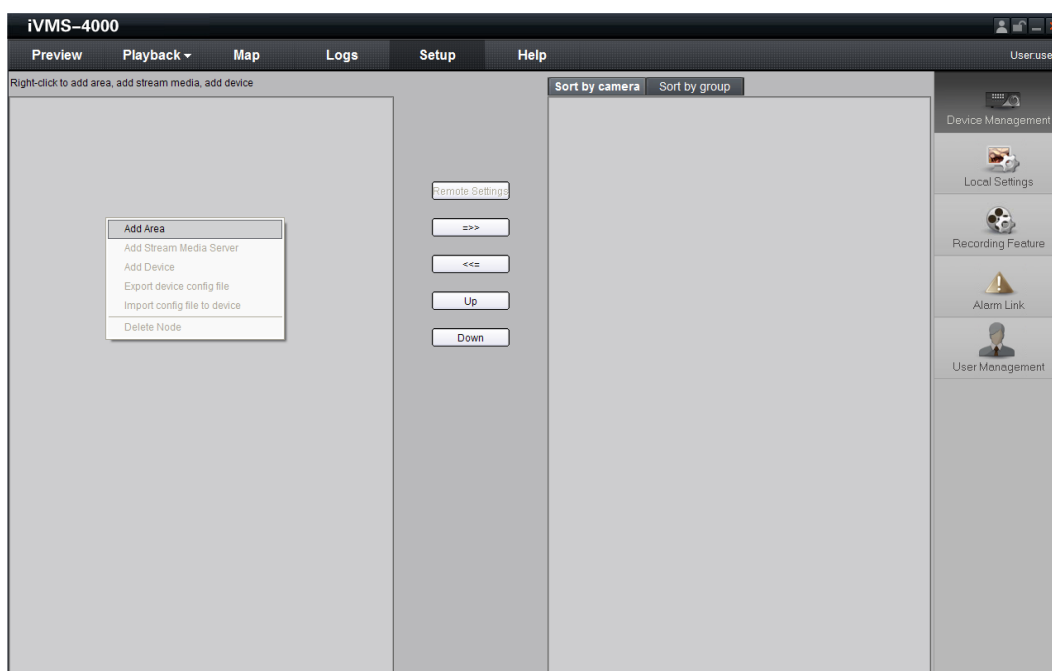 iVMS-4000
Preview Playback Map Logs Setup Help User:use
Right-click to add area, add stream media, add device
Sort by camera Sort by group
Device Management
Local Settings
Recording Feature
Alarm Link
User Management
Remote Settings
=>>
<<=
Up
Down
Add Area
Add Stream Media Server
Add Device
Export device config file
Import config file to device
Delete Node